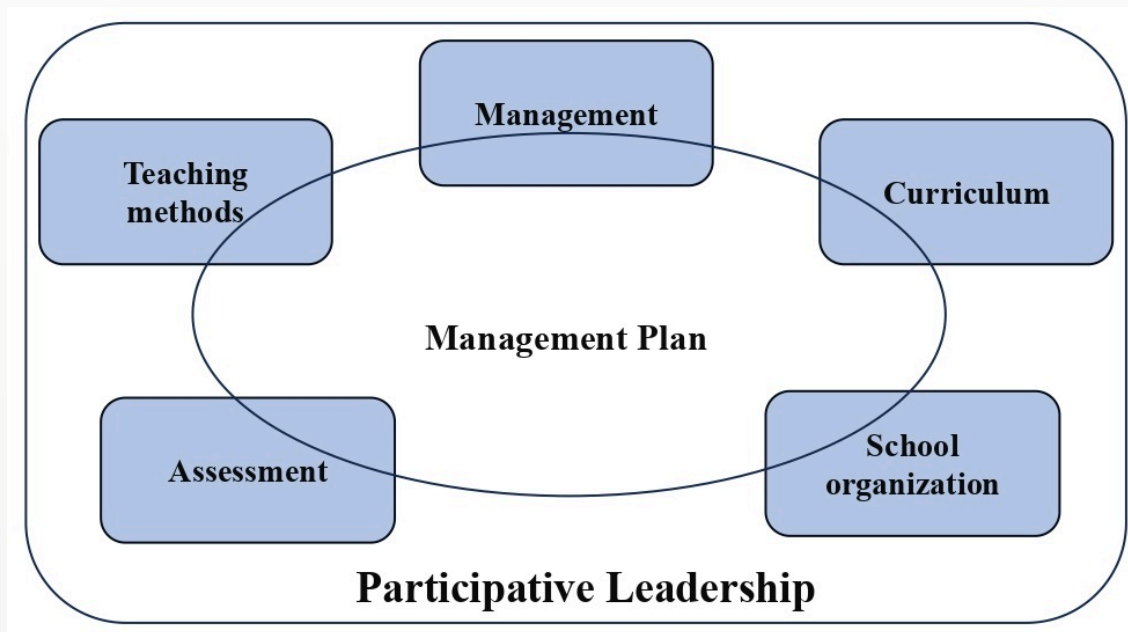 Management
Teaching
methods
Curriculum
Management Plan
Assessment
School
organization
Participative Leadership